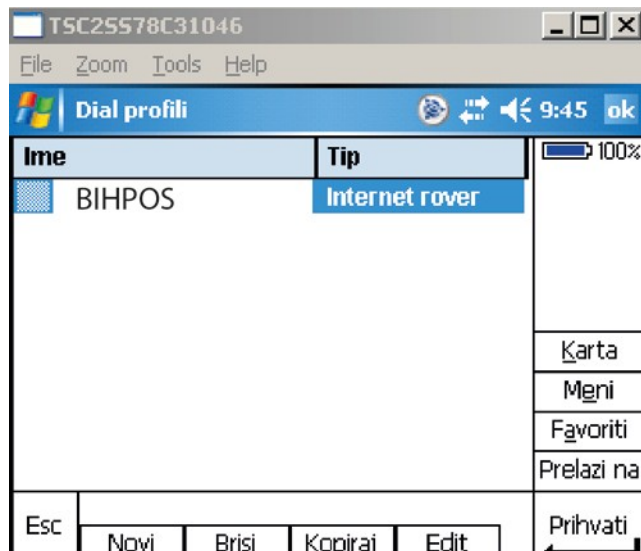 TSC2SS78C31046
File Zoom Tools Help
Dial profili 9:45 ok
Ime Tip 100%
BIHPOS Internet rover
Karta
Meni
Favoriti
Prelazi na
Esc Novi Brisi Kopiraj Edit Prihvati